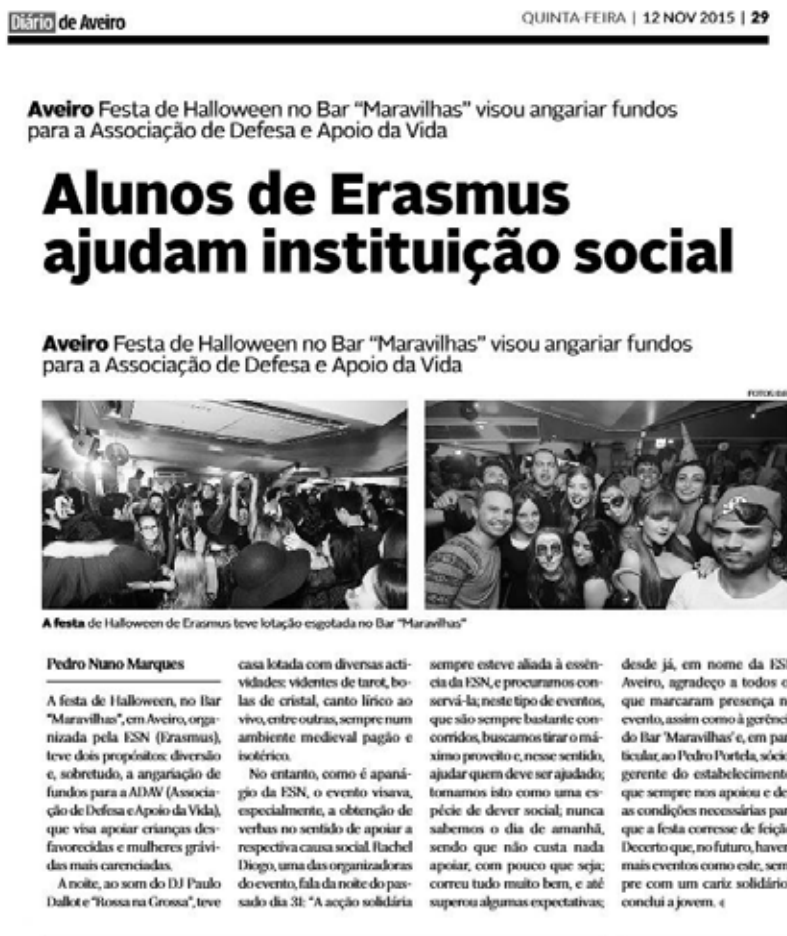 Diário de Aveiro
QUINTA-FEIRA | 12 NOV 2015 | 29
Aveiro Festa de Halloween no Bar “Maravilhas” visou angariar fundos
para a Associação de Defesa e Apoio da Vida
Alunos de Erasmus
ajudam instituição social
Aveiro Festa de Halloween no Bar “Maravilhas” visou angariar fundos
para a Associação de Defesa e Apoio da Vida
A festa de Halloween de Erasmus teve lotação esgotada no Bar “Maravilhas”
Pedro Nuno Marques
A festa de Halloween, no Bar
“Maravilhas”, em Aveiro, orga-
nizada pela ESN (Erasmus),
teve dois propósitos: diversão
e, sobretudo, a angariação de
fundos para a ADAV (Associa-
ção de Defesa e Apoio da Vida),
que visa apoiar crianças des-
favorecidas e mulheres grávi-
das mais carenciadas.
A noite, ao som do DJ Paulo
Dallot e “Rossa na Grossa”, teve
casa lotada com diversas acti-
vidades: videntes de tarot, bo-
las de cristal, canto lírico ao
vivo, entre outras, sempre num
ambiente medieval pagão e
isotérico.
No entanto, como é apaná-
gio da ESN, o evento visava,
especialmente, a obtenção de
verbas no sentido de apoiar a
respectiva causa social. Rachel
Diogo, uma das organizadoras
do evento, fala da noite do pas-
sado dia 31: “A acção solidária
sempre esteve aliada à essên-
cia da ESN, e procuramos con-
servá-la; neste tipo de eventos,
que são sempre bastante con-
corridos, buscamos tirar o má-
ximo proveito e, nesse sentido,
ajudar quem deve ser ajudado;
tomamos isto como uma es-
pécie de dever social; nunca
sabemos o dia de amanhã,
sendo que não custa nada
apoiar, com pouco que seja;
correu tudo muito bem, e até
superou algumas expectativas;
desde já, em nome da ES
Aveiro, agradeço a todos o
que marcaram presença n
evento, assim como à gerênci
do Bar ‘Maravilhas’ e, em par
ticular, ao Pedro Portela, sócio
gerente do estabelecimento
que sempre nos apoiou e de
as condições necessárias par
que a festa corresse de feição
Decerto que, no futuro, haver
mais eventos como este, sem
pre com um cariz solidário
conclui a jovem.